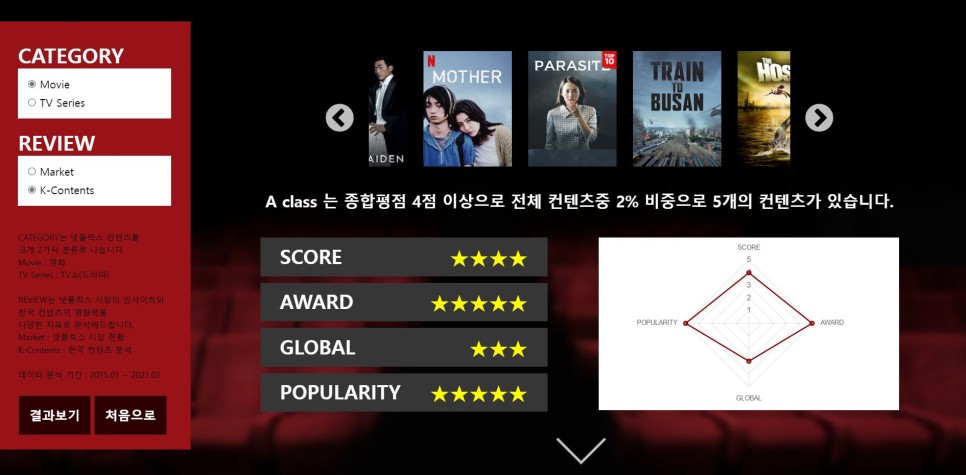 CATEGORY
Movie
TV Series
REVIEW
Market
K-Contents
CATEGORY는 넷플릭스 컨텐츠를
크게 2가지 분류로 나눕니다.
Movie : 영화
TV Series : TV쇼(드라마)
REVIEW는 넷플릭스 시장의 인사이트와
한국 컨텐츠의 영향력을
다양한 지표로 분석해드립니다.
Market : 넷플릭스 시장 현황
K-Contents : 한국 컨텐츠 분석
데이터 분석 기간 : 2015.01 ~ 2021.02
결과보기 처음으로
AIDEN
N
MOTHER
PARASITE
TOP
10
TRAIN
TO
BUSAN
THE
HOS
A class 는 종합평점 4점 이상으로 전체 컨텐츠중 2% 비중으로 5개의 컨텐츠가 있습니다.
SCORE ★★★★
AWARD ★★★★★
GLOBAL ★★★
POPULARITY ★★★★★
SCORE
5
3
2
1
POPULARITY
AWARD
GLOBAL